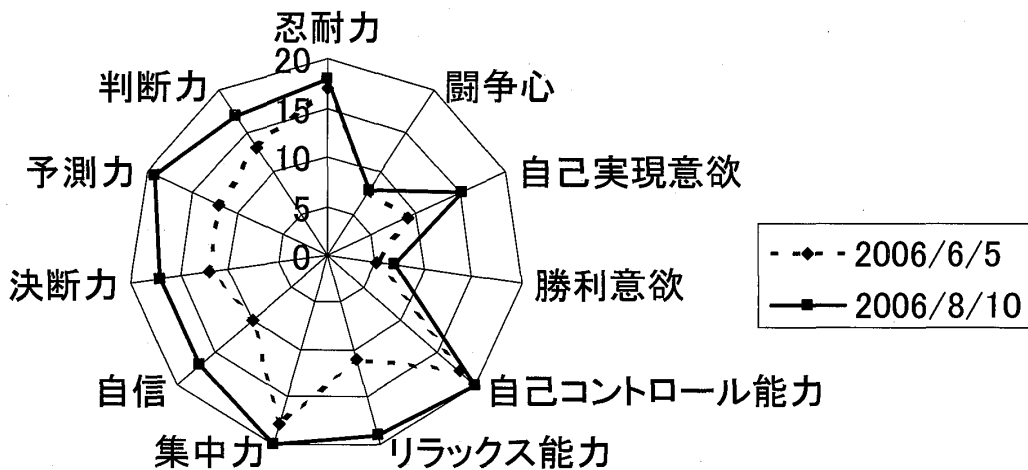 忍耐力
闘争心
自己実現意欲
勝利意欲
自己コントロール能力
リラックス能力
集中力
自信
決断力
予測力
判断力
20
15
10
5
0
2006/6/5
2006/8/10